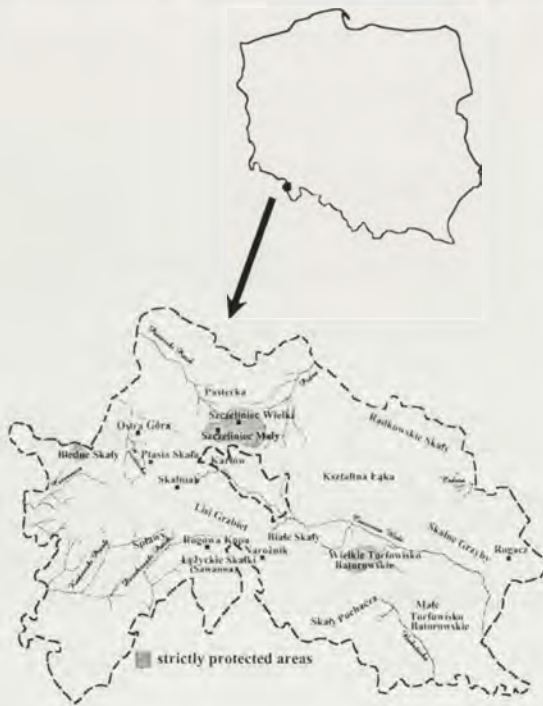 Pasterka
Szczeliniec Wielki
Ostra Góra
Szczeliniec Mały
Radkowskie Skały
Błędne Skały
Ptasia Skała
Karłów
Skalniak
Kształtna Łąka
Lisi Grzbiet
Skalne Grzyby
Spławy
Białe Skały
Rogowa Kopa
Narożnik
Rogacz
Łężyckie Skałki
(Sawanna)
Wielkie Torfowisko
Batorowskie
Skały Puchacza
Małe
Torfowisko
Batorowskie
strictly protected areas